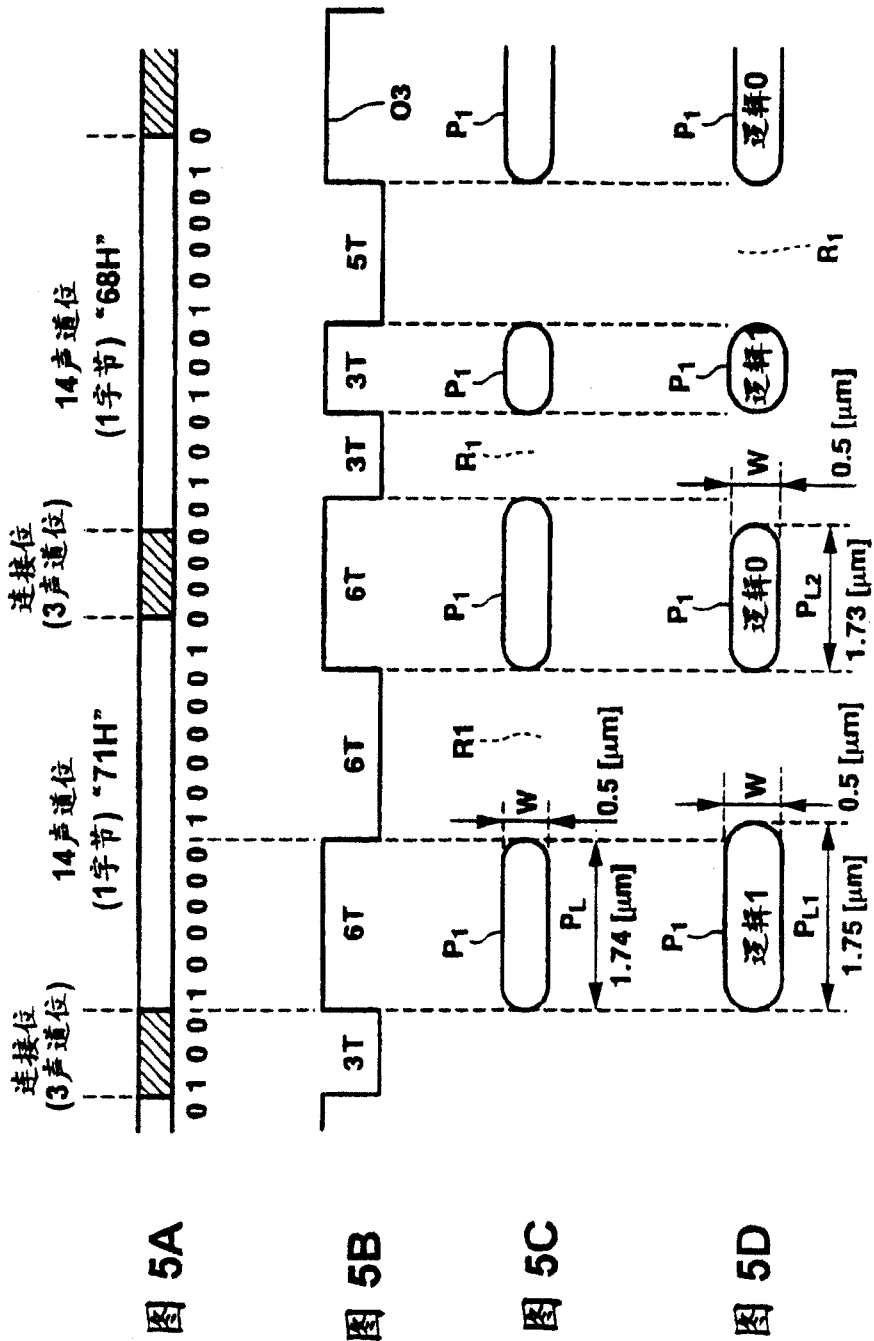 连接位
(3声道位)
14声道位
(1字节) “71H”
连接位
(3声道位)
14声道位
(1字节) “68H”
图 5A
0 1 0 0 1 0 0 0 0 0 1 0 0 0 0 0 1 0 0 0 0 0 1 0 0 1 0 0 1 0 0 0 0 1 0
图 5B
3T
6T
6T
6T
3T
3T
5T
O3
图 5C
P1
R1
P1
R1
P1
P1
W
PL
1.74 [μm]
0.5 [μm]
图 5D
P1
逻辑1
P1
逻辑0
P1
逻辑1
P1
逻辑0
W
W
PL1
1.75 [μm]
0.5 [μm]
PL2
1.73 [μm]
0.5 [μm]
R1